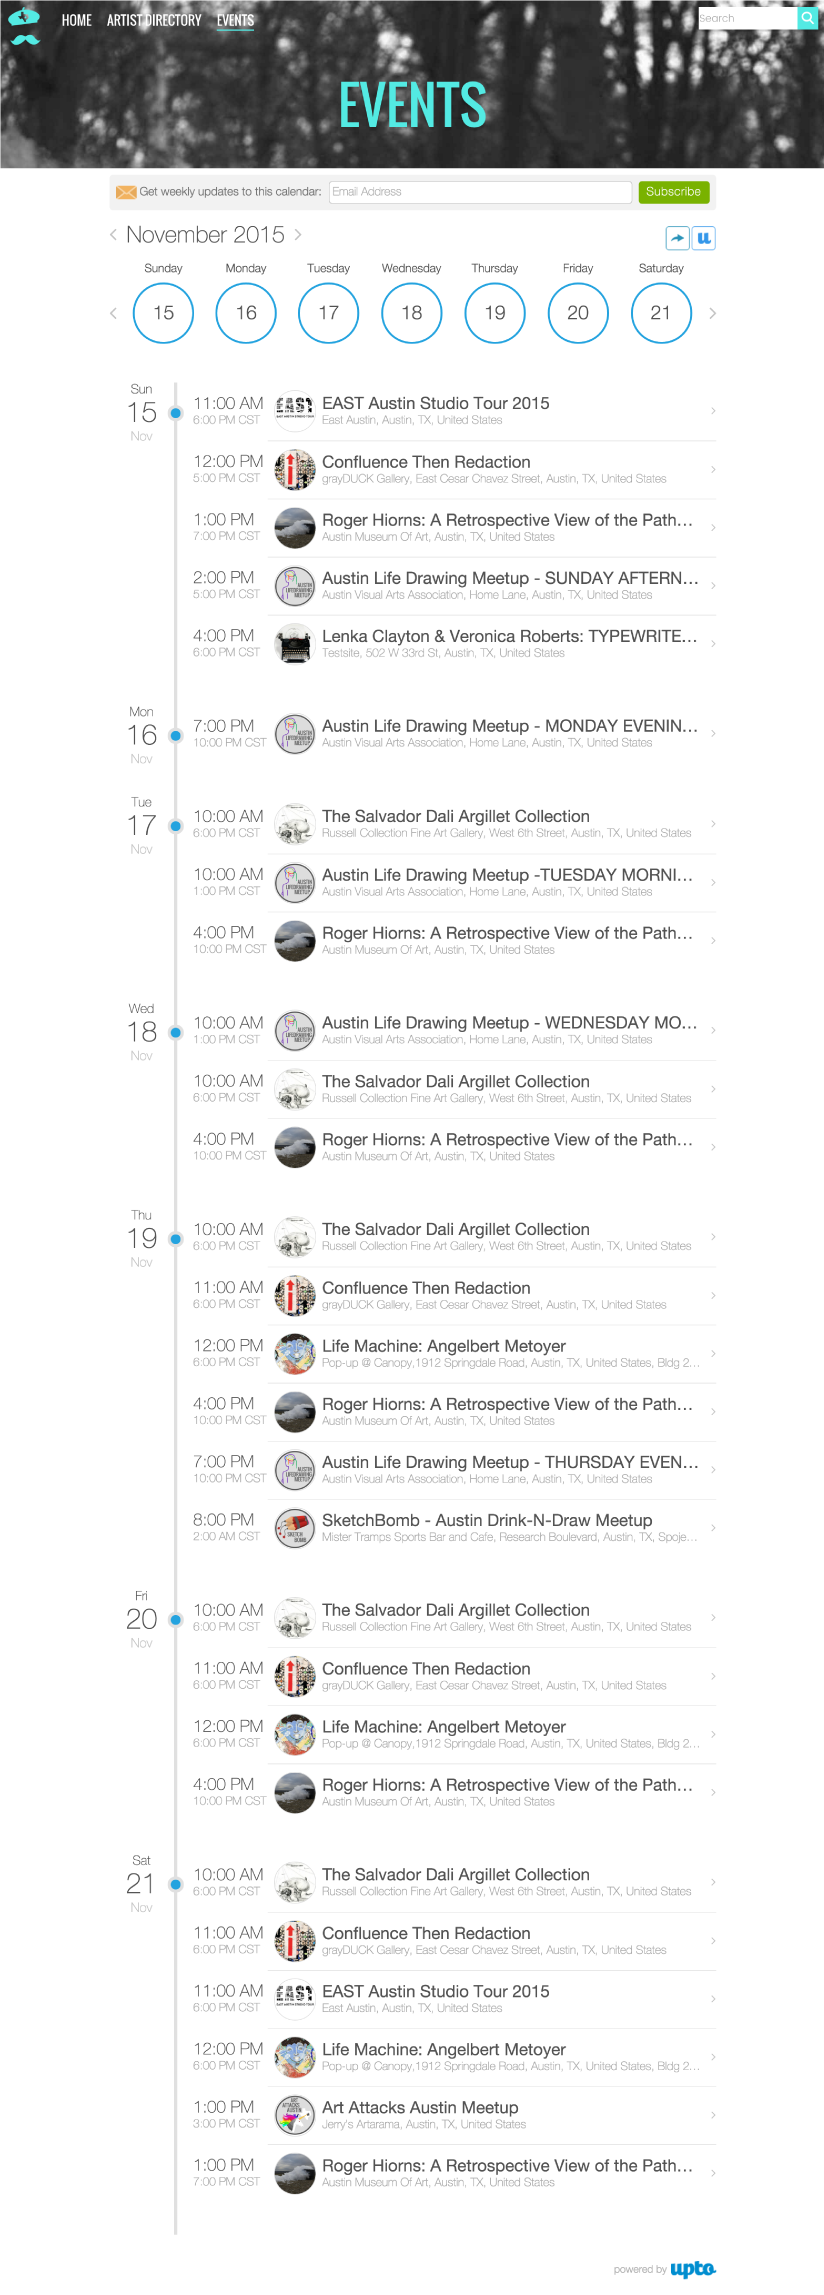 HOME ARTIST DIRECTORY EVENTS Search
EVENTS
Get weekly updates to this calendar: Email Address Subscribe
November 2015
Sunday Monday Tuesday Wednesday Thursday Friday Saturday
15 16 17 18 19 20 21
Sun
15
Nov
11:00 AM EAST Austin Studio Tour 2015
6:00 PM CST East Austin, Austin, TX, United States
12:00 PM Confluence Then Redaction
5:00 PM CST grayDUCK Gallery, East Cesar Chavez Street, Austin, TX, United States
1:00 PM Roger Hiorns: A Retrospective View of the Path...
7:00 PM CST Austin Museum Of Art, Austin, TX, United States
2:00 PM Austin Life Drawing Meetup - SUNDAY AFTERN...
5:00 PM CST Austin Visual Arts Association, Home Lane, Austin, TX, United States
4:00 PM Lenka Clayton & Veronica Roberts: TYPEWRITE...
6:00 PM CST Testsite, 502 W 33rd St, Austin, TX, United States
Mon
16
Nov
7:00 PM Austin Life Drawing Meetup - MONDAY EVENIN...
10:00 PM CST Austin Visual Arts Association, Home Lane, Austin, TX, United States
Tue
17
Nov
10:00 AM The Salvador Dali Argillet Collection
6:00 PM CST Russell Collection Fine Art Gallery, West 6th Street, Austin, TX, United States
10:00 AM Austin Life Drawing Meetup -TUESDAY MORNI...
1:00 PM CST Austin Visual Arts Association, Home Lane, Austin, TX, United States
4:00 PM Roger Hiorns: A Retrospective View of the Path...
10:00 PM CST Austin Museum Of Art, Austin, TX, United States
Wed
18
Nov
10:00 AM Austin Life Drawing Meetup - WEDNESDAY MO...
1:00 PM CST Austin Visual Arts Association, Home Lane, Austin, TX, United States
10:00 AM The Salvador Dali Argillet Collection
6:00 PM CST Russell Collection Fine Art Gallery, West 6th Street, Austin, TX, United States
4:00 PM Roger Hiorns: A Retrospective View of the Path...
10:00 PM CST Austin Museum Of Art, Austin, TX, United States
Thu
19
Nov
10:00 AM The Salvador Dali Argillet Collection
6:00 PM CST Russell Collection Fine Art Gallery, West 6th Street, Austin, TX, United States
11:00 AM Confluence Then Redaction
6:00 PM CST grayDUCK Gallery, East Cesar Chavez Street, Austin, TX, United States
12:00 PM Life Machine: Angelbert Metoyer
6:00 PM CST Pop-up @ Canopy,1912 Springdale Road, Austin, TX, United States, Bldg 2...
4:00 PM Roger Hiorns: A Retrospective View of the Path...
10:00 PM CST Austin Museum Of Art, Austin, TX, United States
7:00 PM Austin Life Drawing Meetup - THURSDAY EVEN...
10:00 PM CST Austin Visual Arts Association, Home Lane, Austin, TX, United States
8:00 PM SketchBomb - Austin Drink-N-Draw Meetup
2:00 AM CST Mister Tramps Sports Bar and Cafe, Research Boulevard, Austin, TX, Spoje...
Fri
20
Nov
10:00 AM The Salvador Dali Argillet Collection
6:00 PM CST Russell Collection Fine Art Gallery, West 6th Street, Austin, TX, United States
11:00 AM Confluence Then Redaction
6:00 PM CST grayDUCK Gallery, East Cesar Chavez Street, Austin, TX, United States
12:00 PM Life Machine: Angelbert Metoyer
6:00 PM CST Pop-up @ Canopy,1912 Springdale Road, Austin, TX, United States, Bldg 2...
4:00 PM Roger Hiorns: A Retrospective View of the Path...
10:00 PM CST Austin Museum Of Art, Austin, TX, United States
Sat
21
Nov
10:00 AM The Salvador Dali Argillet Collection
6:00 PM CST Russell Collection Fine Art Gallery, West 6th Street, Austin, TX, United States
11:00 AM Confluence Then Redaction
6:00 PM CST grayDUCK Gallery, East Cesar Chavez Street, Austin, TX, United States
11:00 AM EAST Austin Studio Tour 2015
6:00 PM CST East Austin, Austin, TX, United States
12:00 PM Life Machine: Angelbert Metoyer
6:00 PM CST Pop-up @ Canopy,1912 Springdale Road, Austin, TX, United States, Bldg 2...
1:00 PM Art Attacks Austin Meetup
3:00 PM CST Jerry's Artarama, Austin, TX, United States
1:00 PM Roger Hiorns: A Retrospective View of the Path...
7:00 PM CST Austin Museum Of Art, Austin, TX, United States
powered by upto